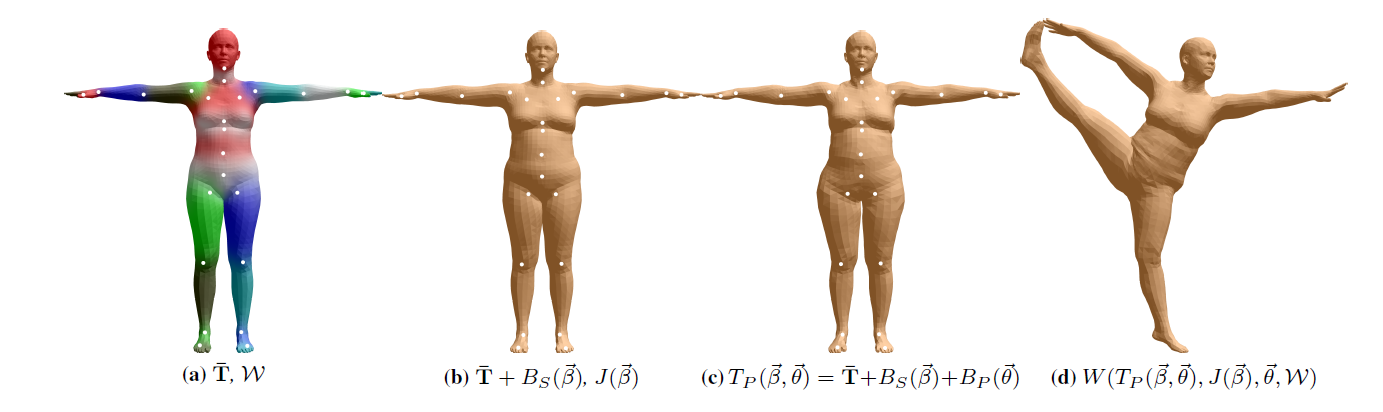 (a) T̄, 𝒲
(b) T̄ + B_S(β⃗), J(β⃗)
(c) T_P(β⃗, θ⃗) = T̄+B_S(β⃗)+B_P(θ⃗)
(d) W(T_P(β⃗, θ⃗), J(β⃗), θ⃗, 𝒲)